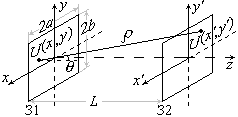 2a
y
2b
U(x,y)
x
θ
ρ
y'
U(x',y')
x'
z
L
31
32